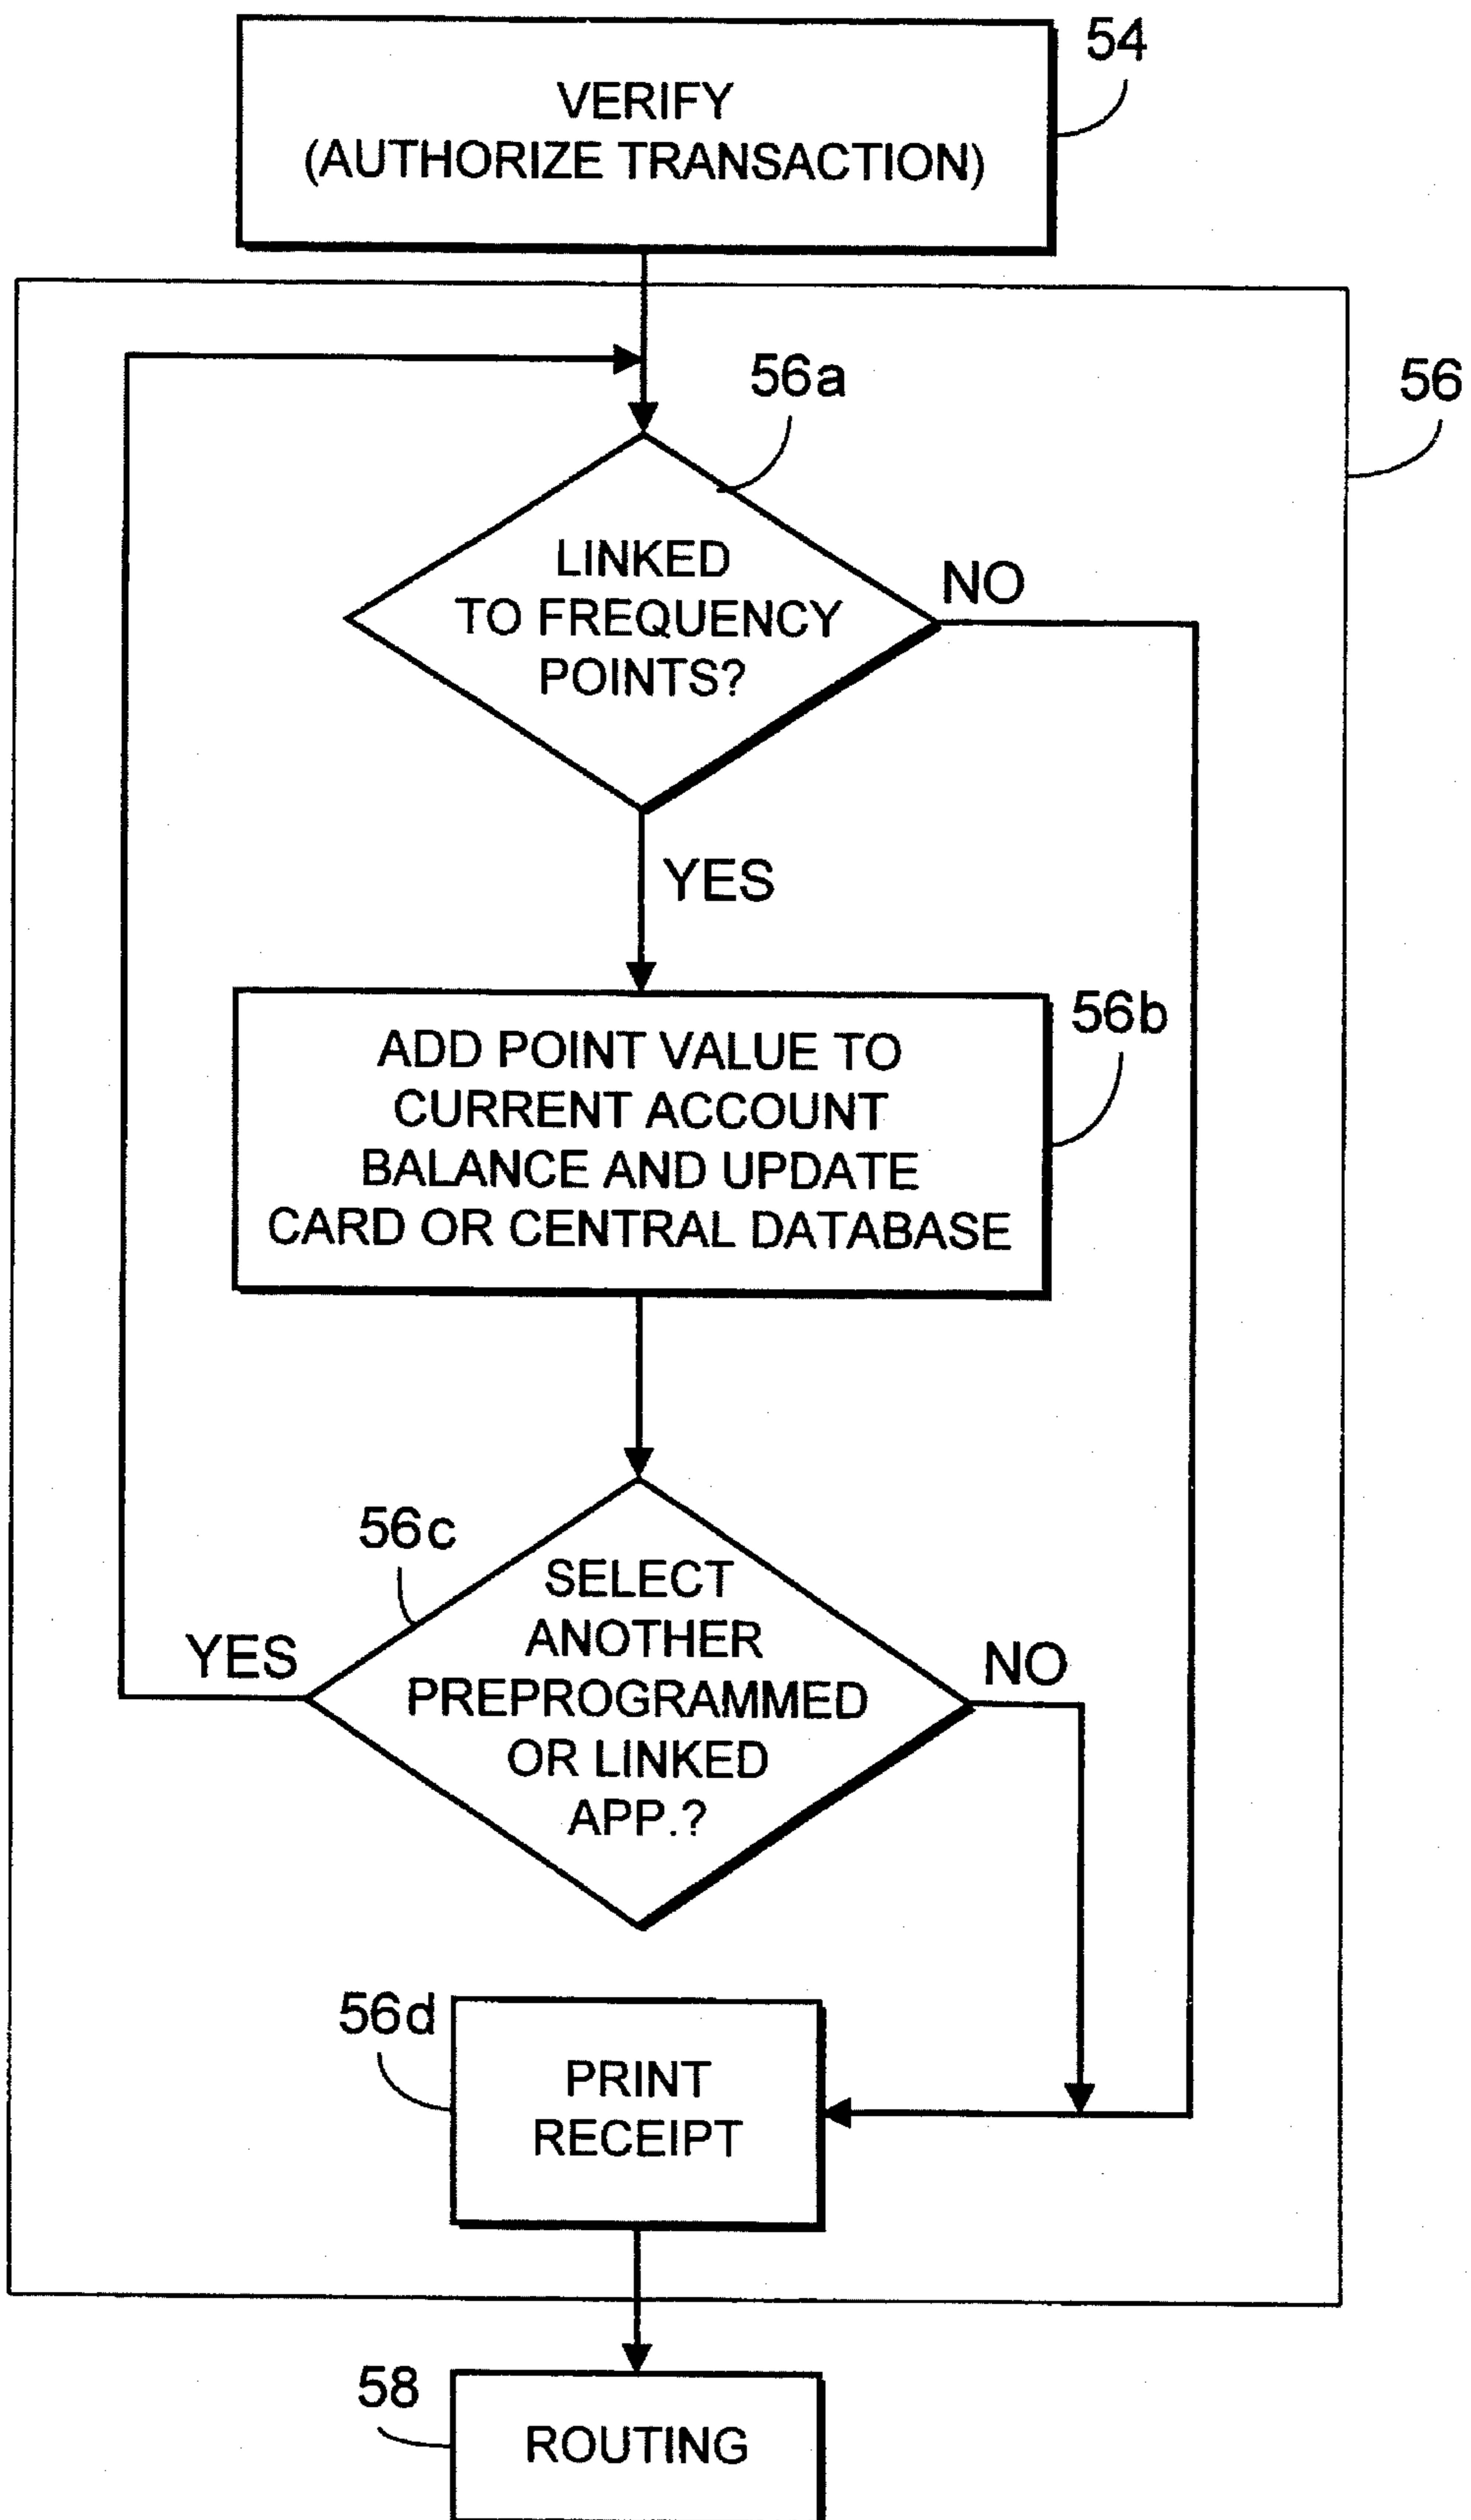 54
VERIFY
(AUTHORIZE TRANSACTION)
56a
56
LINKED
TO FREQUENCY
POINTS?
NO
YES
56b
ADD POINT VALUE TO
CURRENT ACCOUNT
BALANCE AND UPDATE
CARD OR CENTRAL DATABASE
56c
SELECT
ANOTHER
PREPROGRAMMED
OR LINKED
APP.?
YES
NO
56d
PRINT
RECEIPT
58
ROUTING